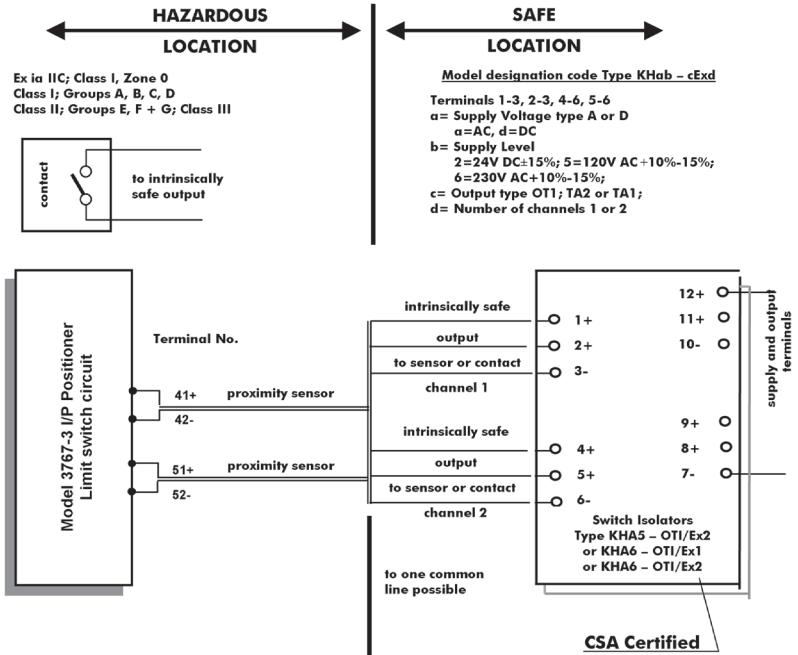 HAZARDOUS
LOCATION
SAFE
LOCATION
Ex ia IIC; Class I, Zone 0
Class I; Groups A, B, C, D
Class II; Groups E, F + G; Class III
contact
to intrinsically
safe output
Model designation code Type KHab – cExd
Terminals 1-3, 2-3, 4-6, 5-6
a= Supply Voltage type A or D
a=AC, d=DC
b= Supply Level
2=24V DC±15%; 5=120V AC+10%-15%;
6=230V AC+10%-15%;
c= Output type OT1; TA2 or TA1;
d= Number of channels 1 or 2
Model 3767-3 I/P Positioner
Limit switch circuit
Terminal No.
41+
proximity sensor
42-
51+
proximity sensor
52-
intrinsically safe
output
to sensor or contact
channel 1
intrinsically safe
output
to sensor or contact
channel 2
1+
2+
3-
4+
5+
6-
12+
11+
10-
9+
8+
7-
supply and output
terminals
Switch Isolators
Type KHA5 – OTI/Ex2
or KHA6 – OTI/Ex1
or KHA6 – OTI/Ex2
to one common
line possible
CSA Certified